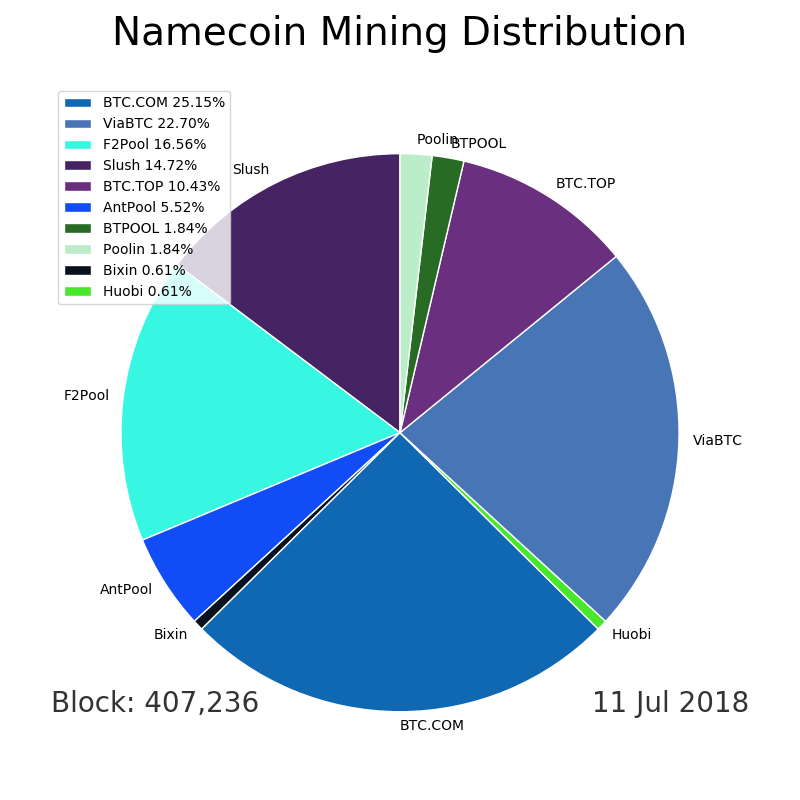 Namecoin Mining Distribution
BTC.COM 25.15%
ViaBTC 22.70%
F2Pool 16.56%
Slush 14.72%
BTC.TOP 10.43%
AntPool 5.52%
BTPOOL 1.84%
Poolin 1.84%
Bixin 0.61%
Huobi 0.61%
Poolin
BTPOOL
Slush
BTC.TOP
F2Pool
ViaBTC
AntPool
Bixin
Huobi
BTC.COM
Block: 407,236
11 Jul 2018